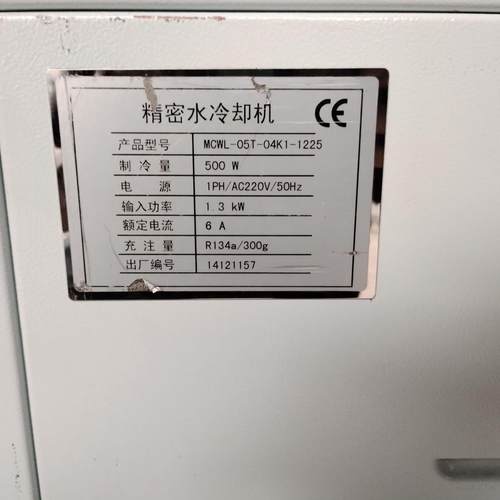 精密水冷却机 CE
产品型号 MCWL-05T-04K1-1225
制冷量 500 W
电源 1PH/AC220V/50Hz
输入功率 1.3 kW
额定电流 6 A
充注量 R134a/300g
出厂编号 14121157